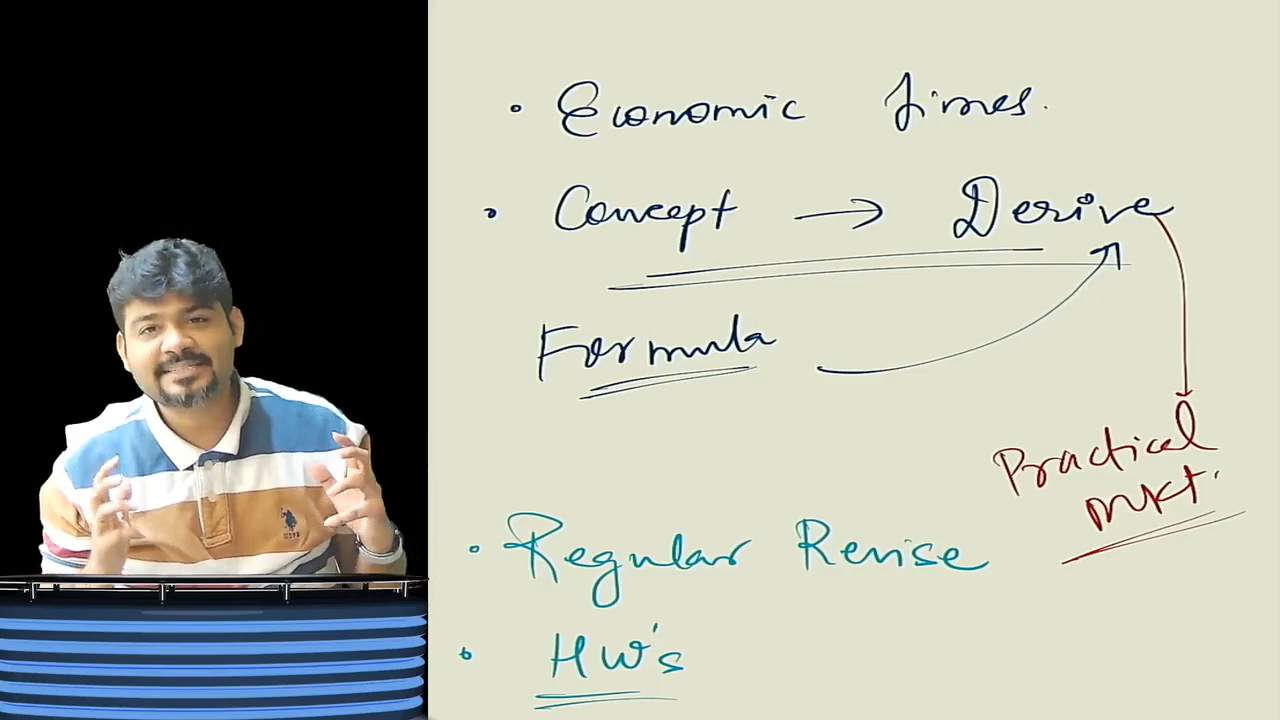 • Economic Times.
• Concept → Derive
Formula
Practical
Mkt.
• Regular Revise
• HW's